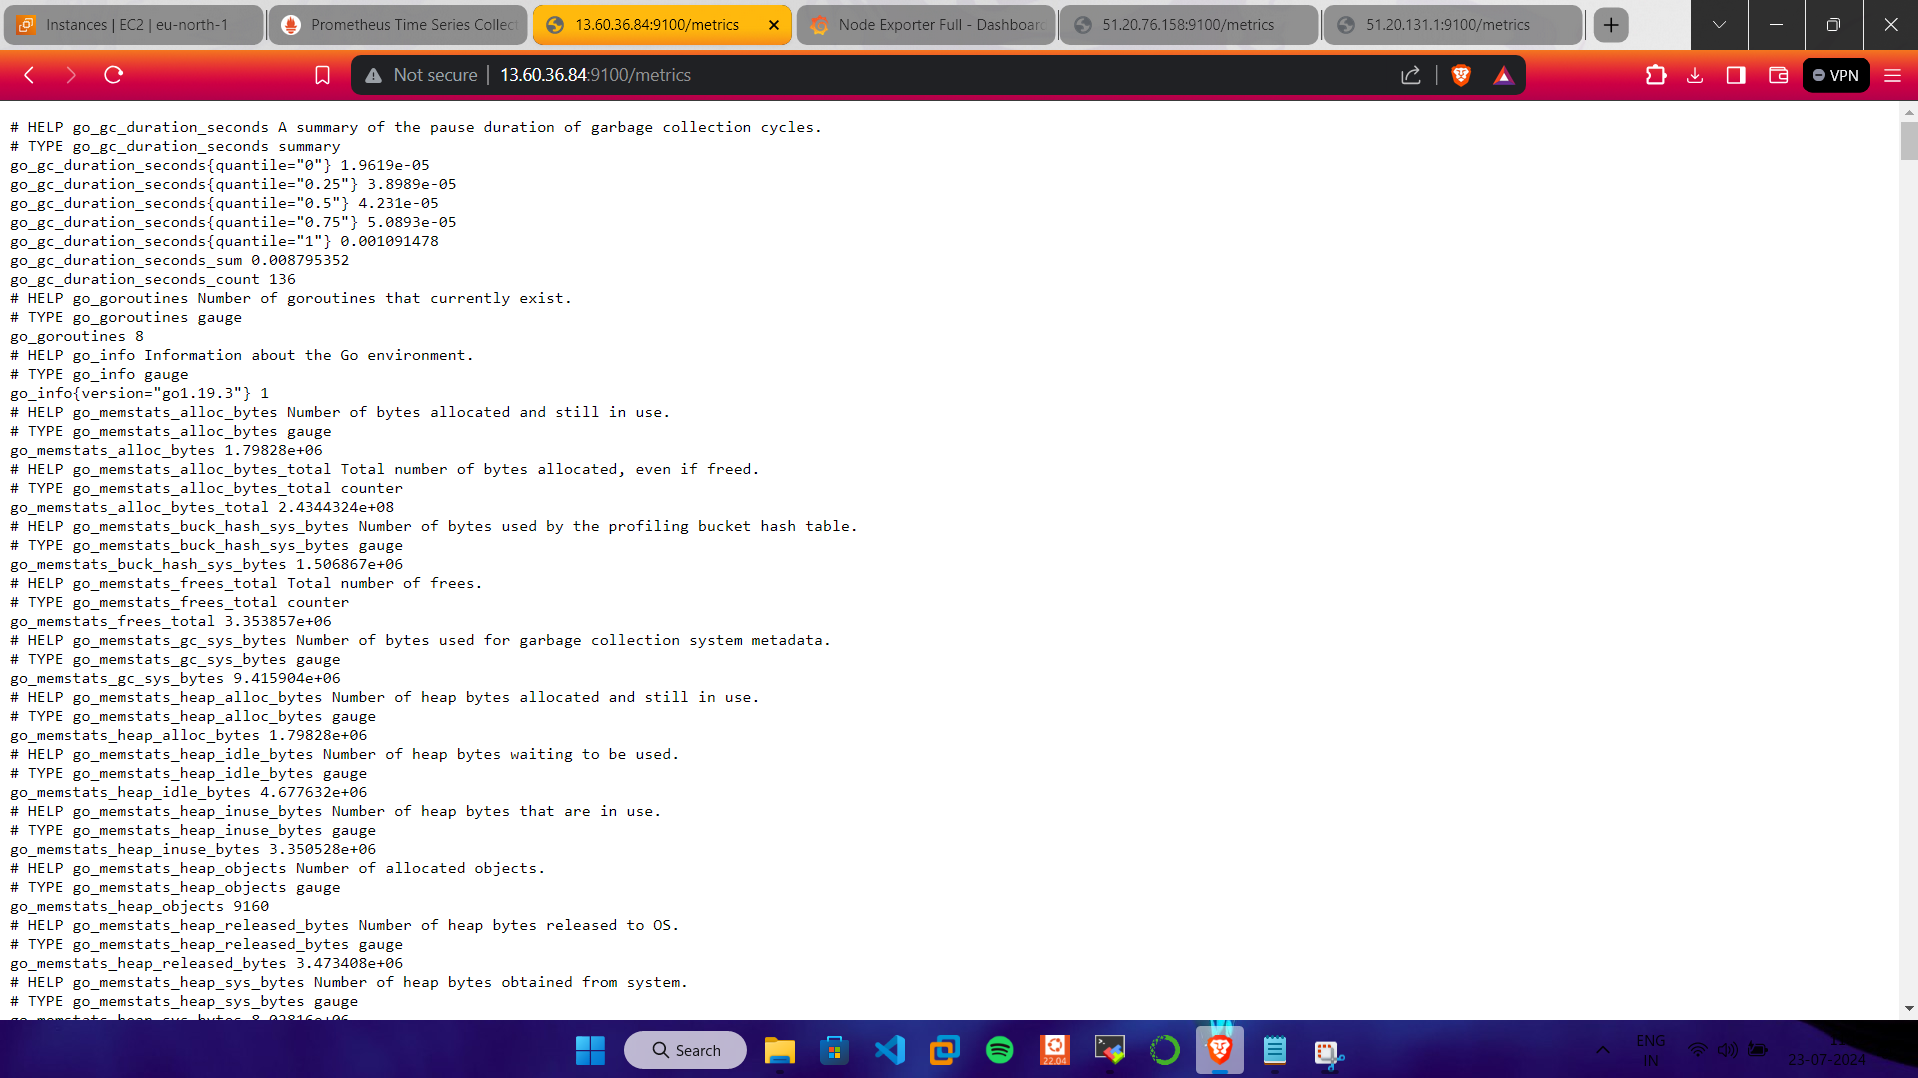 Instances | EC2 | eu-north-1
Prometheus Time Series Collect
13.60.36.84:9100/metrics
Node Exporter Full - Dashboard
51.20.76.158:9100/metrics
51.20.131.1:9100/metrics
Not secure
13.60.36.84:9100/metrics
VPN
# HELP go_gc_duration_seconds A summary of the pause duration of garbage collection cycles.
# TYPE go_gc_duration_seconds summary
go_gc_duration_seconds{quantile="0"} 1.9619e-05
go_gc_duration_seconds{quantile="0.25"} 3.8989e-05
go_gc_duration_seconds{quantile="0.5"} 4.231e-05
go_gc_duration_seconds{quantile="0.75"} 5.0893e-05
go_gc_duration_seconds{quantile="1"} 0.001091478
go_gc_duration_seconds_sum 0.008795352
go_gc_duration_seconds_count 136
# HELP go_goroutines Number of goroutines that currently exist.
# TYPE go_goroutines gauge
go_goroutines 8
# HELP go_info Information about the Go environment.
# TYPE go_info gauge
go_info{version="go1.19.3"} 1
# HELP go_memstats_alloc_bytes Number of bytes allocated and still in use.
# TYPE go_memstats_alloc_bytes gauge
go_memstats_alloc_bytes 1.79828e+06
# HELP go_memstats_alloc_bytes_total Total number of bytes allocated, even if freed.
# TYPE go_memstats_alloc_bytes_total counter
go_memstats_alloc_bytes_total 2.4344324e+08
# HELP go_memstats_buck_hash_sys_bytes Number of bytes used by the profiling bucket hash table.
# TYPE go_memstats_buck_hash_sys_bytes gauge
go_memstats_buck_hash_sys_bytes 1.506867e+06
# HELP go_memstats_frees_total Total number of frees.
# TYPE go_memstats_frees_total counter
go_memstats_frees_total 3.353857e+06
# HELP go_memstats_gc_sys_bytes Number of bytes used for garbage collection system metadata.
# TYPE go_memstats_gc_sys_bytes gauge
go_memstats_gc_sys_bytes 9.415904e+06
# HELP go_memstats_heap_alloc_bytes Number of heap bytes allocated and still in use.
# TYPE go_memstats_heap_alloc_bytes gauge
go_memstats_heap_alloc_bytes 1.79828e+06
# HELP go_memstats_heap_idle_bytes Number of heap bytes waiting to be used.
# TYPE go_memstats_heap_idle_bytes gauge
go_memstats_heap_idle_bytes 4.677632e+06
# HELP go_memstats_heap_inuse_bytes Number of heap bytes that are in use.
# TYPE go_memstats_heap_inuse_bytes gauge
go_memstats_heap_inuse_bytes 3.350528e+06
# HELP go_memstats_heap_objects Number of allocated objects.
# TYPE go_memstats_heap_objects gauge
go_memstats_heap_objects 9160
# HELP go_memstats_heap_released_bytes Number of heap bytes released to OS.
# TYPE go_memstats_heap_released_bytes gauge
go_memstats_heap_released_bytes 3.473408e+06
# HELP go_memstats_heap_sys_bytes Number of heap bytes obtained from system.
# TYPE go_memstats_heap_sys_bytes gauge
go_memstats_heap_sys_bytes 8.02816e+06
Search
22.04
ENG
IN
23-07-2024